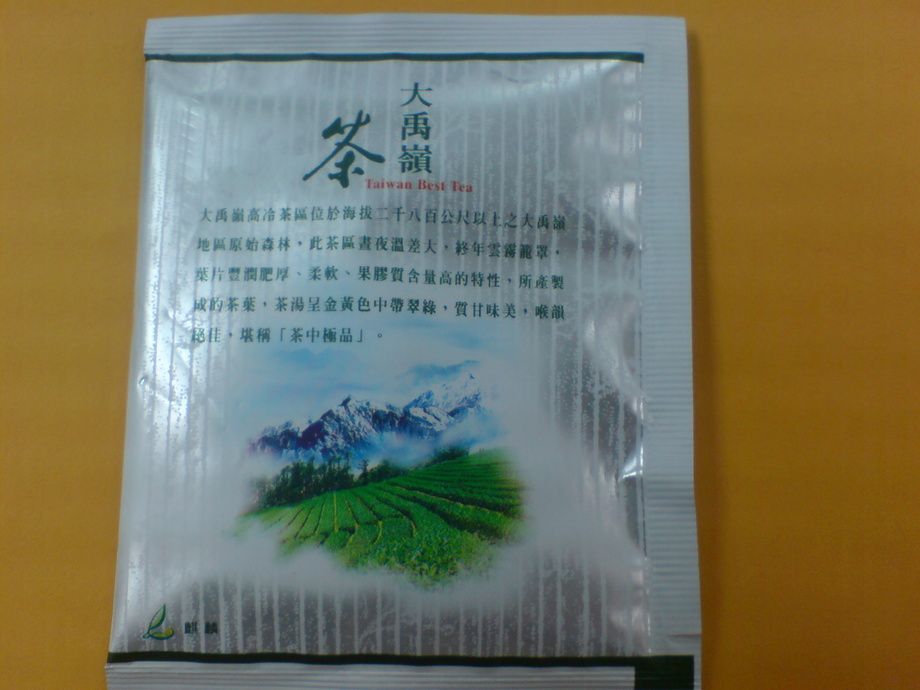 大禹嶺
茶
Taiwan Best Tea
大禹嶺高冷茶區位於海拔二千八百公尺以上之大禹嶺
地區原始森林，此茶區晝夜溫差大，終年雲霧籠罩，
葉片豐潤肥厚、柔軟、果膠質含量高的特性，所產製
成的茶葉，茶湯呈金黃色中帶翠綠，質甘味美，喉韻
絕佳，堪稱「茶中極品」。
麒麟